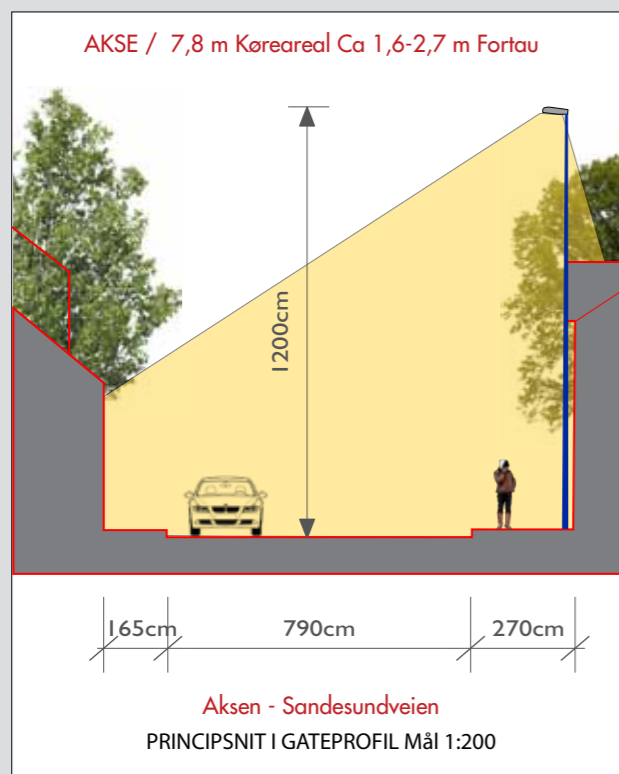 AKSE / 7,8 m Køreareal Ca 1,6-2,7 m Fortau
1200cm
165cm 790cm 270cm
Aksen - Sandesundveien
PRINCIPSNIT I GATEPROFIL Mål 1:200